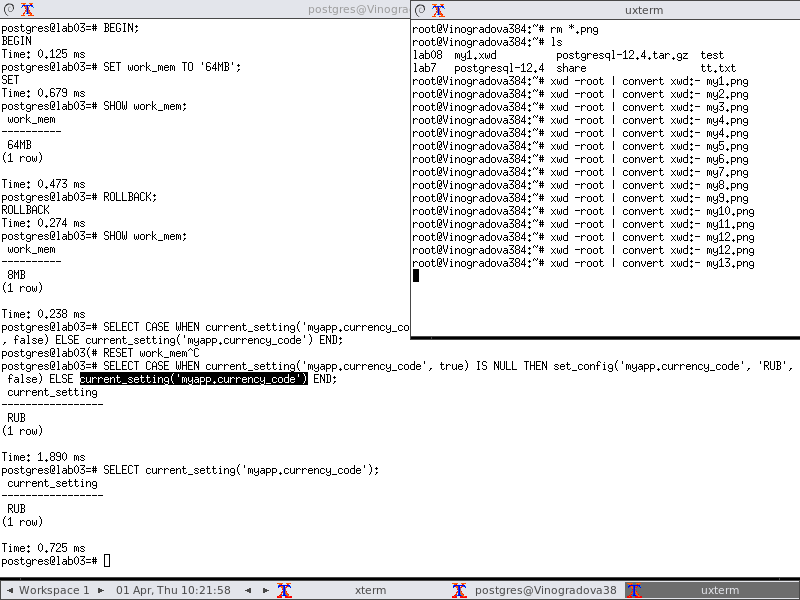 postgres@Vinogra
postgres@lab03=# BEGIN;
BEGIN
Time: 0.125 ms
postgres@lab03=# SET work_mem TO '64MB';
SET
Time: 0.679 ms
postgres@lab03=# SHOW work_mem;
work_mem
----------
64MB
(1 row)
Time: 0.473 ms
postgres@lab03=# ROLLBACK;
ROLLBACK
Time: 0.274 ms
postgres@lab03=# SHOW work_mem;
work_mem
----------
8MB
(1 row)
Time: 0.238 ms
postgres@lab03=# SELECT CASE WHEN current_setting('myapp.currency_co
, false) ELSE current_setting('myapp.currency_code') END;
postgres@lab03(# RESET work_mem^C
postgres@lab03=# SELECT CASE WHEN current_setting('myapp.currency_code', true) IS NULL THEN set_config('myapp.currency_code', 'RUB',
false) ELSE current_setting('myapp.currency_code') END;
current_setting
-----------------
RUB
(1 row)
Time: 1.890 ms
postgres@lab03=# SELECT current_setting('myapp.currency_code');
current_setting
-----------------
RUB
(1 row)
Time: 0.725 ms
postgres@lab03=#
uxterm
root@Vinogradova384:~# rm *.png
root@Vinogradova384:~# ls
lab08 my1.xwd postgresql-12.4.tar.gz test
lab7 postgresql-12.4 share tt.txt
root@Vinogradova384:~# xwd -root | convert xwd:- my1.png
root@Vinogradova384:~# xwd -root | convert xwd:- my2.png
root@Vinogradova384:~# xwd -root | convert xwd:- my3.png
root@Vinogradova384:~# xwd -root | convert xwd:- my4.png
root@Vinogradova384:~# xwd -root | convert xwd:- my4.png
root@Vinogradova384:~# xwd -root | convert xwd:- my5.png
root@Vinogradova384:~# xwd -root | convert xwd:- my6.png
root@Vinogradova384:~# xwd -root | convert xwd:- my7.png
root@Vinogradova384:~# xwd -root | convert xwd:- my8.png
root@Vinogradova384:~# xwd -root | convert xwd:- my9.png
root@Vinogradova384:~# xwd -root | convert xwd:- my10.png
root@Vinogradova384:~# xwd -root | convert xwd:- my11.png
root@Vinogradova384:~# xwd -root | convert xwd:- my12.png
root@Vinogradova384:~# xwd -root | convert xwd:- my12.png
root@Vinogradova384:~# xwd -root | convert xwd:- my13.png
Workspace 1 01 Apr, Thu 10:21:58 xterm postgres@Vinogradova38 uxterm